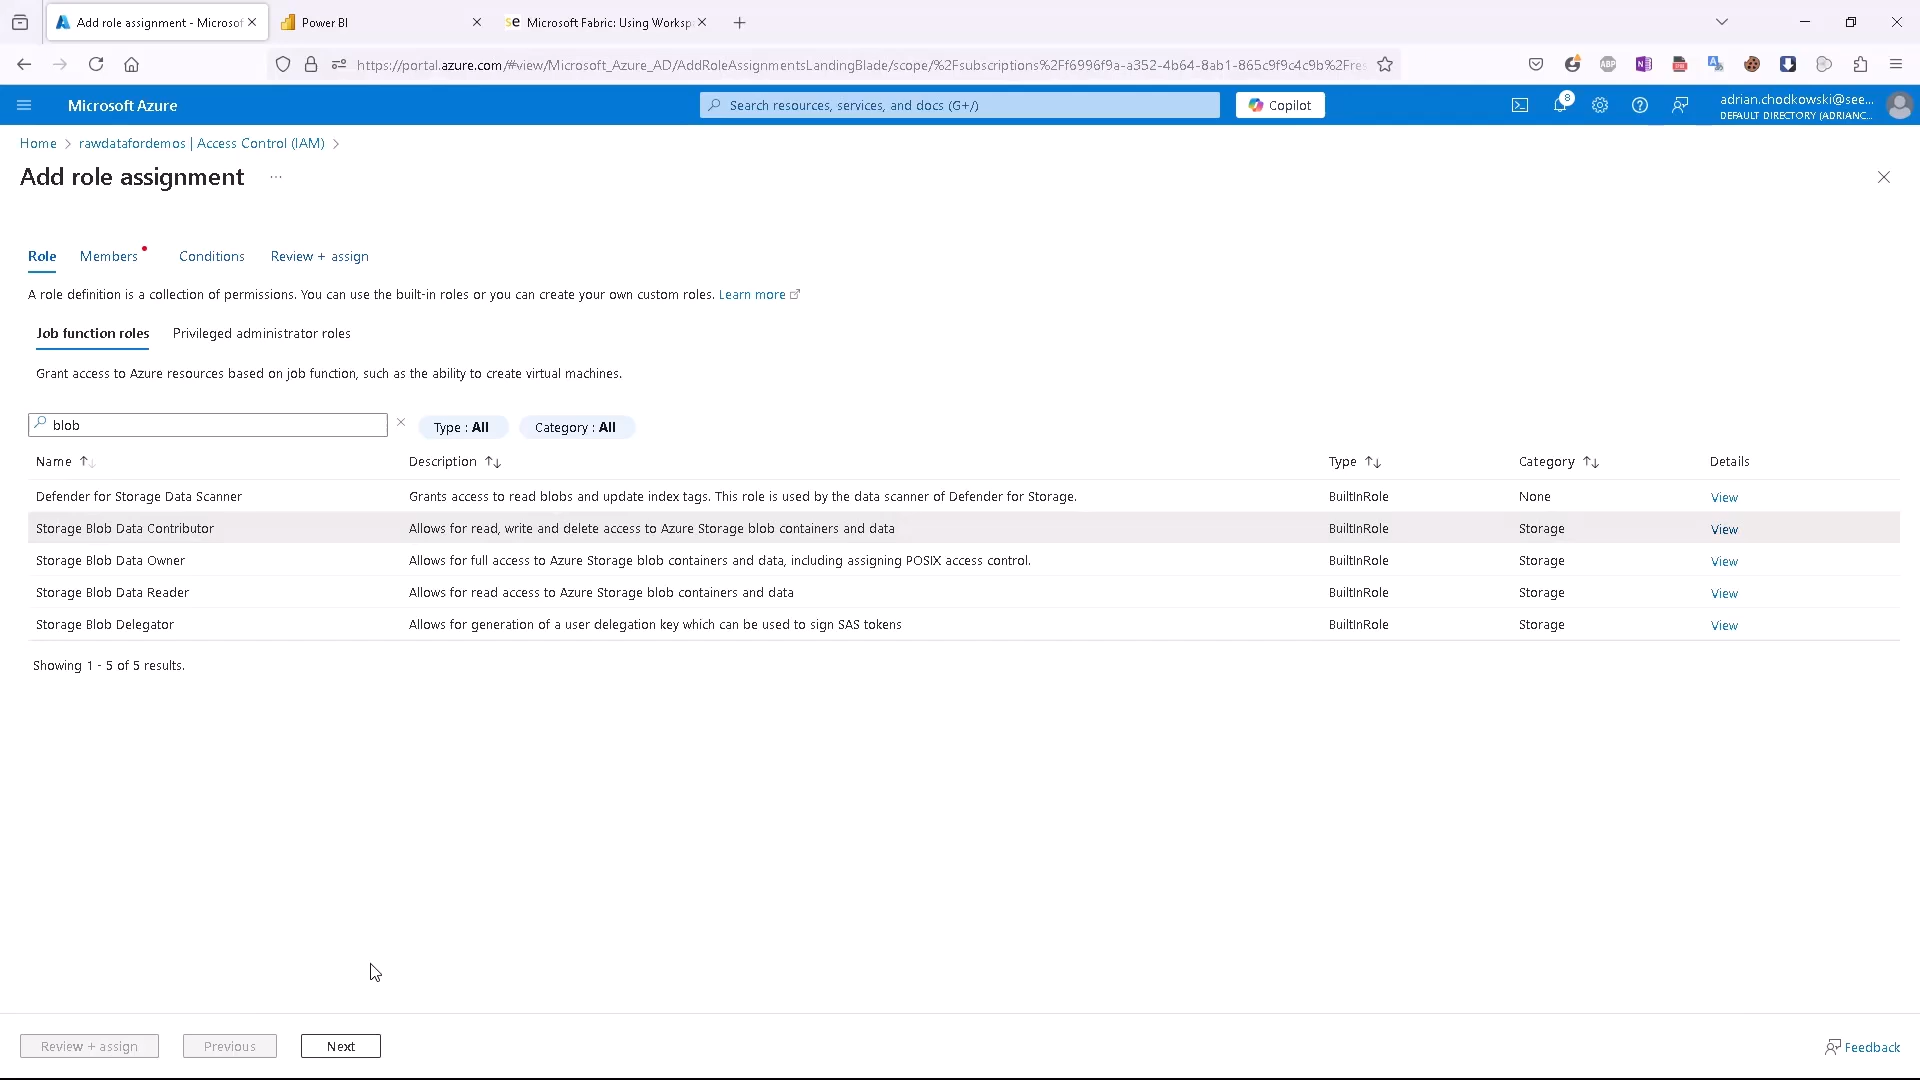 Add role assignment - Microsof
Power BI
Microsoft Fabric: Using Worksp
https://portal.azure.com/#view/Microsoft_Azure_AD/AddRoleAssignmentsLandingBlade/scope/%2Fsubscriptions%2Ff6996f9a-a352-4b64-8ab1-865c9f9c4c9b%2Fres
Microsoft Azure
Search resources, services, and docs (G+/)
Copilot
8
adrian.chodkowski@see...
DEFAULT DIRECTORY (ADRIANC...
Home > rawdatafordemos | Access Control (IAM) >
Add role assignment ...
Role
Members
Conditions
Review + assign
A role definition is a collection of permissions. You can use the built-in roles or you can create your own custom roles. Learn more
Job function roles
Privileged administrator roles
Grant access to Azure resources based on job function, such as the ability to create virtual machines.
blob
Type : All
Category : All
Name Description Type Category Details
Defender for Storage Data Scanner Grants access to read blobs and update index tags. This role is used by the data scanner of Defender for Storage. BuiltInRole None View
Storage Blob Data Contributor Allows for read, write and delete access to Azure Storage blob containers and data BuiltInRole Storage View
Storage Blob Data Owner Allows for full access to Azure Storage blob containers and data, including assigning POSIX access control. BuiltInRole Storage View
Storage Blob Data Reader Allows for read access to Azure Storage blob containers and data BuiltInRole Storage View
Storage Blob Delegator Allows for generation of a user delegation key which can be used to sign SAS tokens BuiltInRole Storage View
Showing 1 - 5 of 5 results.
Review + assign
Previous
Next
Feedback